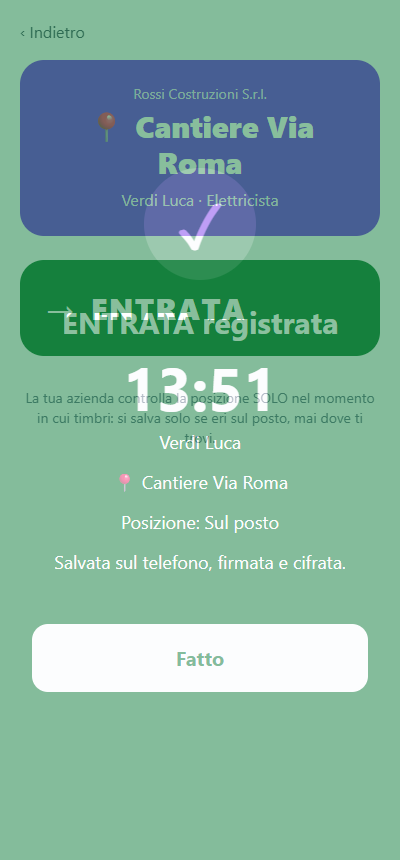 ‹ Indietro
Rossi Costruzioni S.r.l.
📍 Cantiere Via
Roma
Verdi Luca · Elettricista
✓
→ ENTRATA
ENTRATA registrata
13:51
La tua azienda controlla la posizione SOLO nel momento
in cui timbri: si salva solo se eri sul posto, mai dove ti
trovi.
Verdi Luca
📍 Cantiere Via Roma
Posizione: Sul posto
Salvata sul telefono, firmata e cifrata.
Fatto